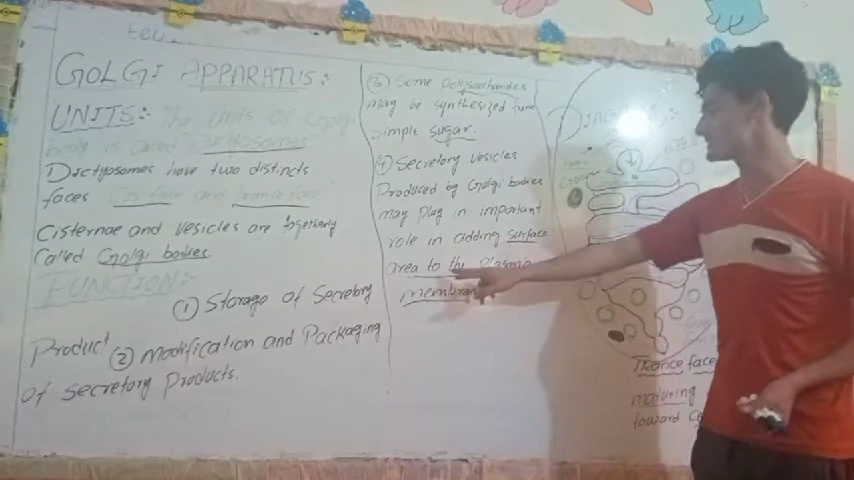 Feb
GOLGI APPARATUS:
UNITS:- The units of Golgi
body is called Dictyosomes
Dictyosomes have two distincts
faces Cis face and trance face
Cisternae and vesicles are togetherly
Called Golgi bodies
FUNCTION:-
① Storage of Secretory
Product ② Modification and Packaging
of secretory products.
③ Some polysaccharides
may be synthesized from
simple sugar.
④ Secretory vesicles
Produced by Golgi bodies
may play in important
role in adding surface
area to the Plasma
membran
DIAGRAM:
Trance face
maturing
toward